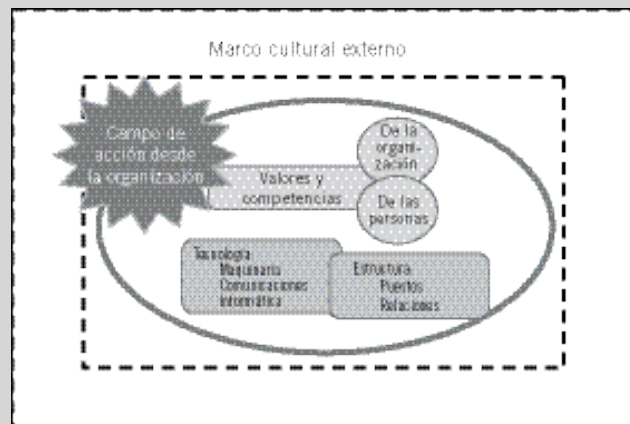 Marco cultural externo
Campo de
acción desde
la organización
De la
organi-
zación
Valores y
competencias
De las
personas
Tecnología:
Maquinaria
Comunicaciones
informática
Estructura:
Puestos
Relaciones